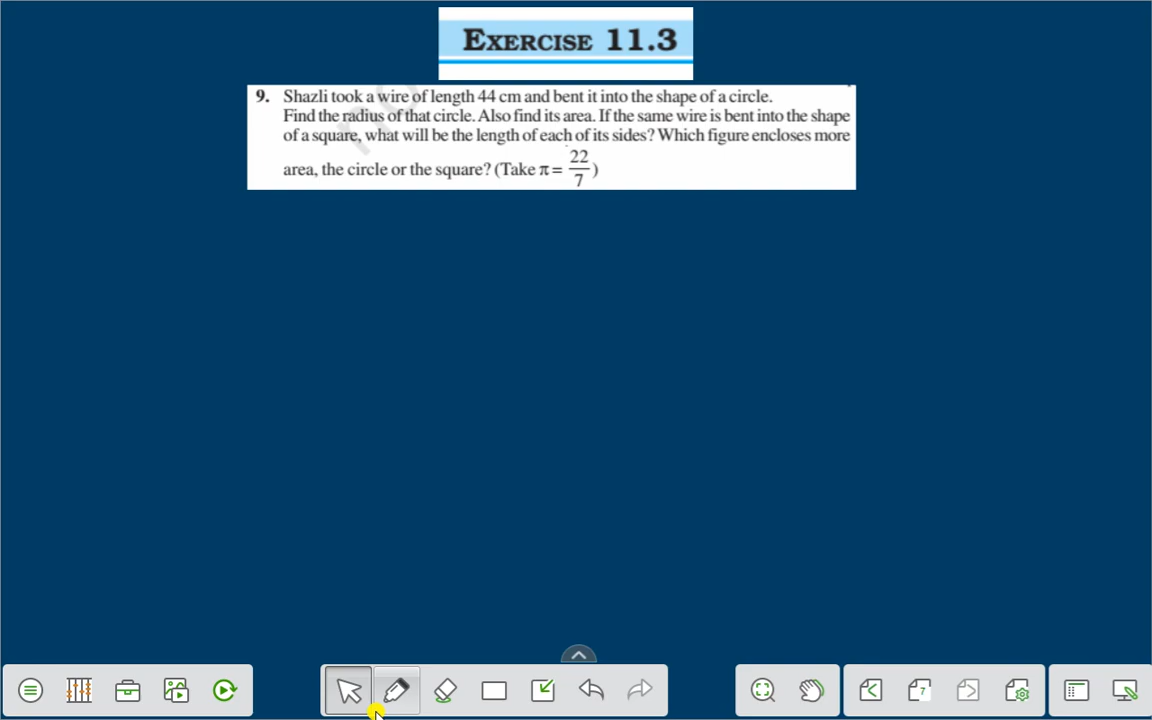 EXERCISE 11.3
9. Shazli took a wire of length 44 cm and bent it into the shape of a circle.
Find the radius of that circle. Also find its area. If the same wire is bent into the shape
of a square, what will be the length of each of its sides? Which figure encloses more
area, the circle or the square? (Take π = 22/7)
7